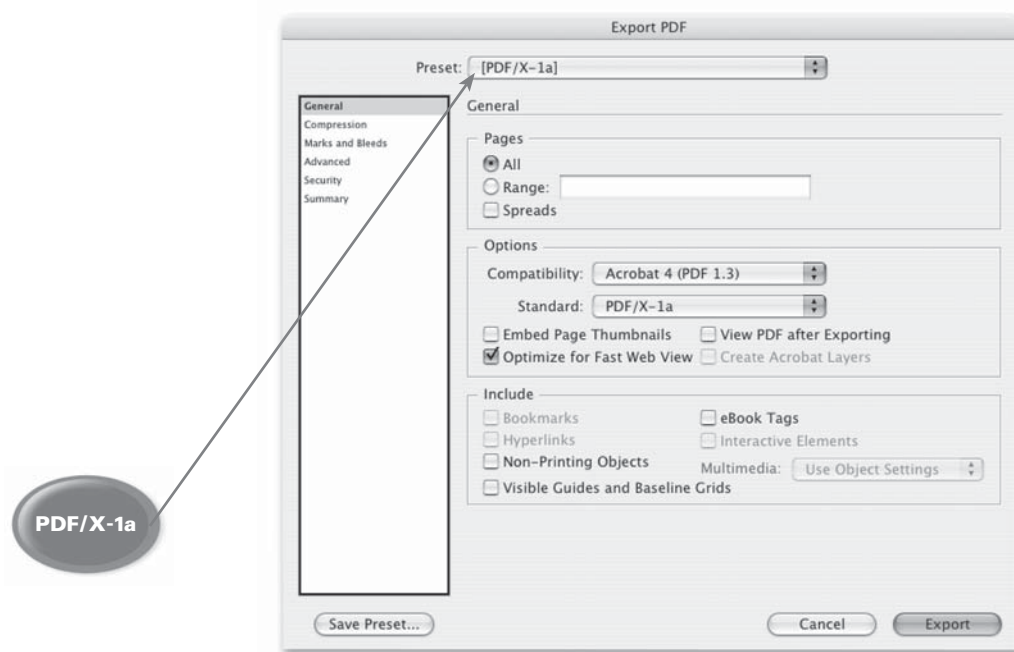 Export PDF
Preset: [PDF/X-1a]
General
Compression
Marks and Bleeds
Advanced
Security
Summary
General
Pages
All
Range:
Spreads
Options
Compatibility: Acrobat 4 (PDF 1.3)
Standard: PDF/X-1a
Embed Page Thumbnails View PDF after Exporting
Optimize for Fast Web View Create Acrobat Layers
Include
Bookmarks eBook Tags
Hyperlinks Interactive Elements
Non-Printing Objects Multimedia: Use Object Settings
Visible Guides and Baseline Grids
PDF/X-1a
Save Preset... Cancel Export